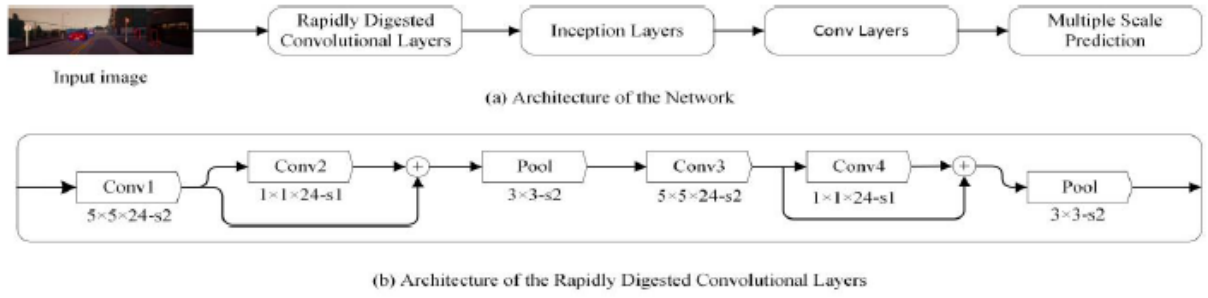 Rapidly Digested
Convolutional Layers
Inception Layers
Conv Layers
Multiple Scale
Prediction
Input image
(a) Architecture of the Network
Conv1
5×5×24-s2
Conv2
1×1×24-s1
+
Pool
3×3-s2
Conv3
5×5×24-s2
Conv4
1×1×24-s1
+
Pool
3×3-s2
(b) Architecture of the Rapidly Digested Convolutional Layers